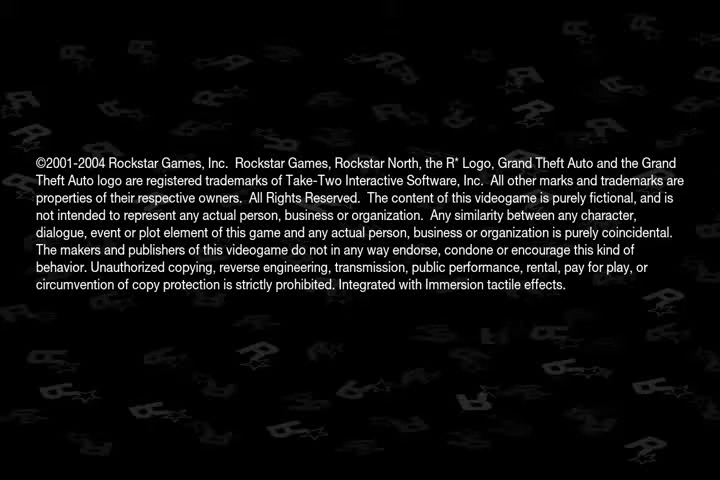 ©2001-2004 Rockstar Games, Inc.  Rockstar Games, Rockstar North, the R* Logo, Grand Theft Auto and the Grand
Theft Auto logo are registered trademarks of Take-Two Interactive Software, Inc.  All other marks and trademarks are
properties of their respective owners.  All Rights Reserved.  The content of this videogame is purely fictional, and is
not intended to represent any actual person, business or organization.  Any similarity between any character,
dialogue, event or plot element of this game and any actual person, business or organization is purely coincidental.
The makers and publishers of this videogame do not in any way endorse, condone or encourage this kind of
behavior. Unauthorized copying, reverse engineering, transmission, public performance, rental, pay for play, or
circumvention of copy protection is strictly prohibited. Integrated with Immersion tactile effects.